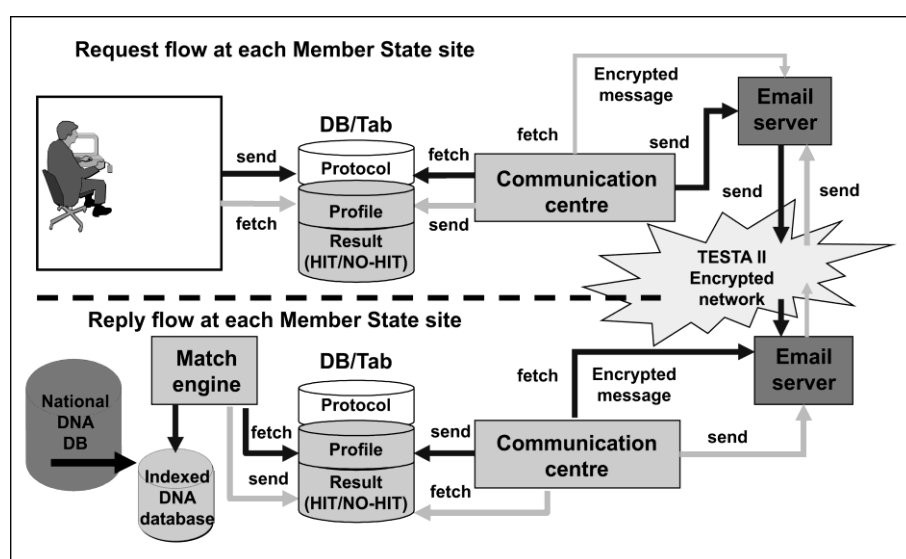 Request flow at each Member State site
Encrypted
message
Email
server
DB/Tab
fetch
send
send
fetch
Protocol
Communication
centre
Profile
fetch
send
Result
(HIT/NO-HIT)
send
send
TESTA II
Encrypted
network
Reply flow at each Member State site
Match
engine
DB/Tab
fetch
Encrypted
message
Email
server
National
DNA
DB
Protocol
fetch
Profile
send
Communication
centre
send
Indexed
DNA
database
send
Result
(HIT/NO-HIT)
fetch